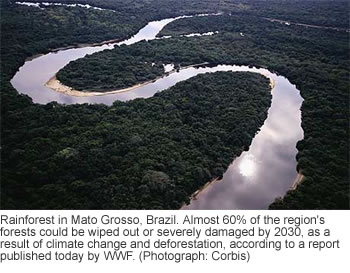 Rainforest in Mato Grosso, Brazil. Almost 60% of the region's
forests could be wiped out or severely damaged by 2030, as a
result of climate change and deforestation, according to a report
published today by WWF. (Photograph: Corbis)